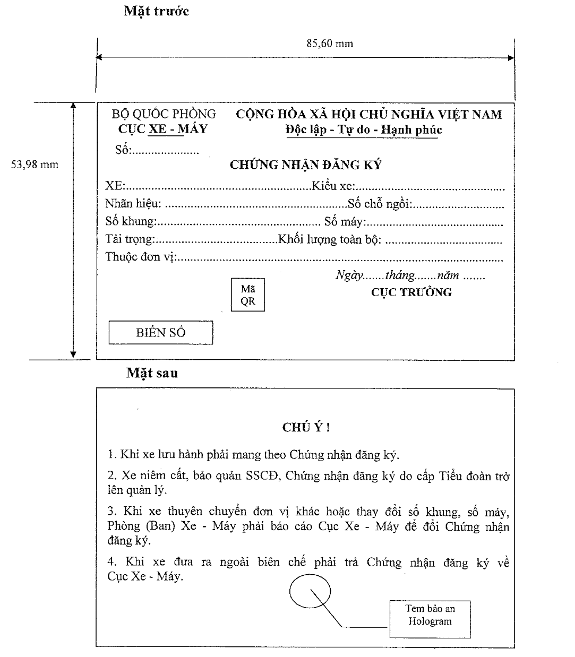 Mặt trước
85,60 mm
53,98 mm
BỘ QUỐC PHÒNG
CỤC XE - MÁY
CỘNG HÒA XÃ HỘI CHỦ NGHĨA VIỆT NAM
Độc lập - Tự do - Hạnh phúc
Số:.....................
CHỨNG NHẬN ĐĂNG KÝ
XE:....................................................Kiểu xe:..........................................
Nhãn hiệu: ....................................................Số chỗ ngồi:..........................
Số khung:...................................................... Số máy:.......................................
Tải trọng:..................................Khối lượng toàn bộ: .................................
Thuộc đơn vị:...........................................................................................
Ngày.......tháng.......năm .......
CỤC TRƯỞNG
Mã
QR
BIỂN SỐ
Mặt sau
CHÚ Ý !
1. Khi xe lưu hành phải mang theo Chứng nhận đăng ký.
2. Xe niêm cất, bảo quản SSCĐ, Chứng nhận đăng ký do cấp Tiểu đoàn trở
lên quản lý.
3. Khi xe thuyên chuyển đơn vị khác hoặc thay đổi số khung, số máy,
Phòng (Ban) Xe - Máy phải báo cáo Cục Xe - Máy để đổi Chứng nhận
đăng ký.
4. Khi xe đưa ra ngoài biên chế phải trả Chứng nhận đăng ký về
Cục Xe - Máy.
Tem bảo an
Hologram